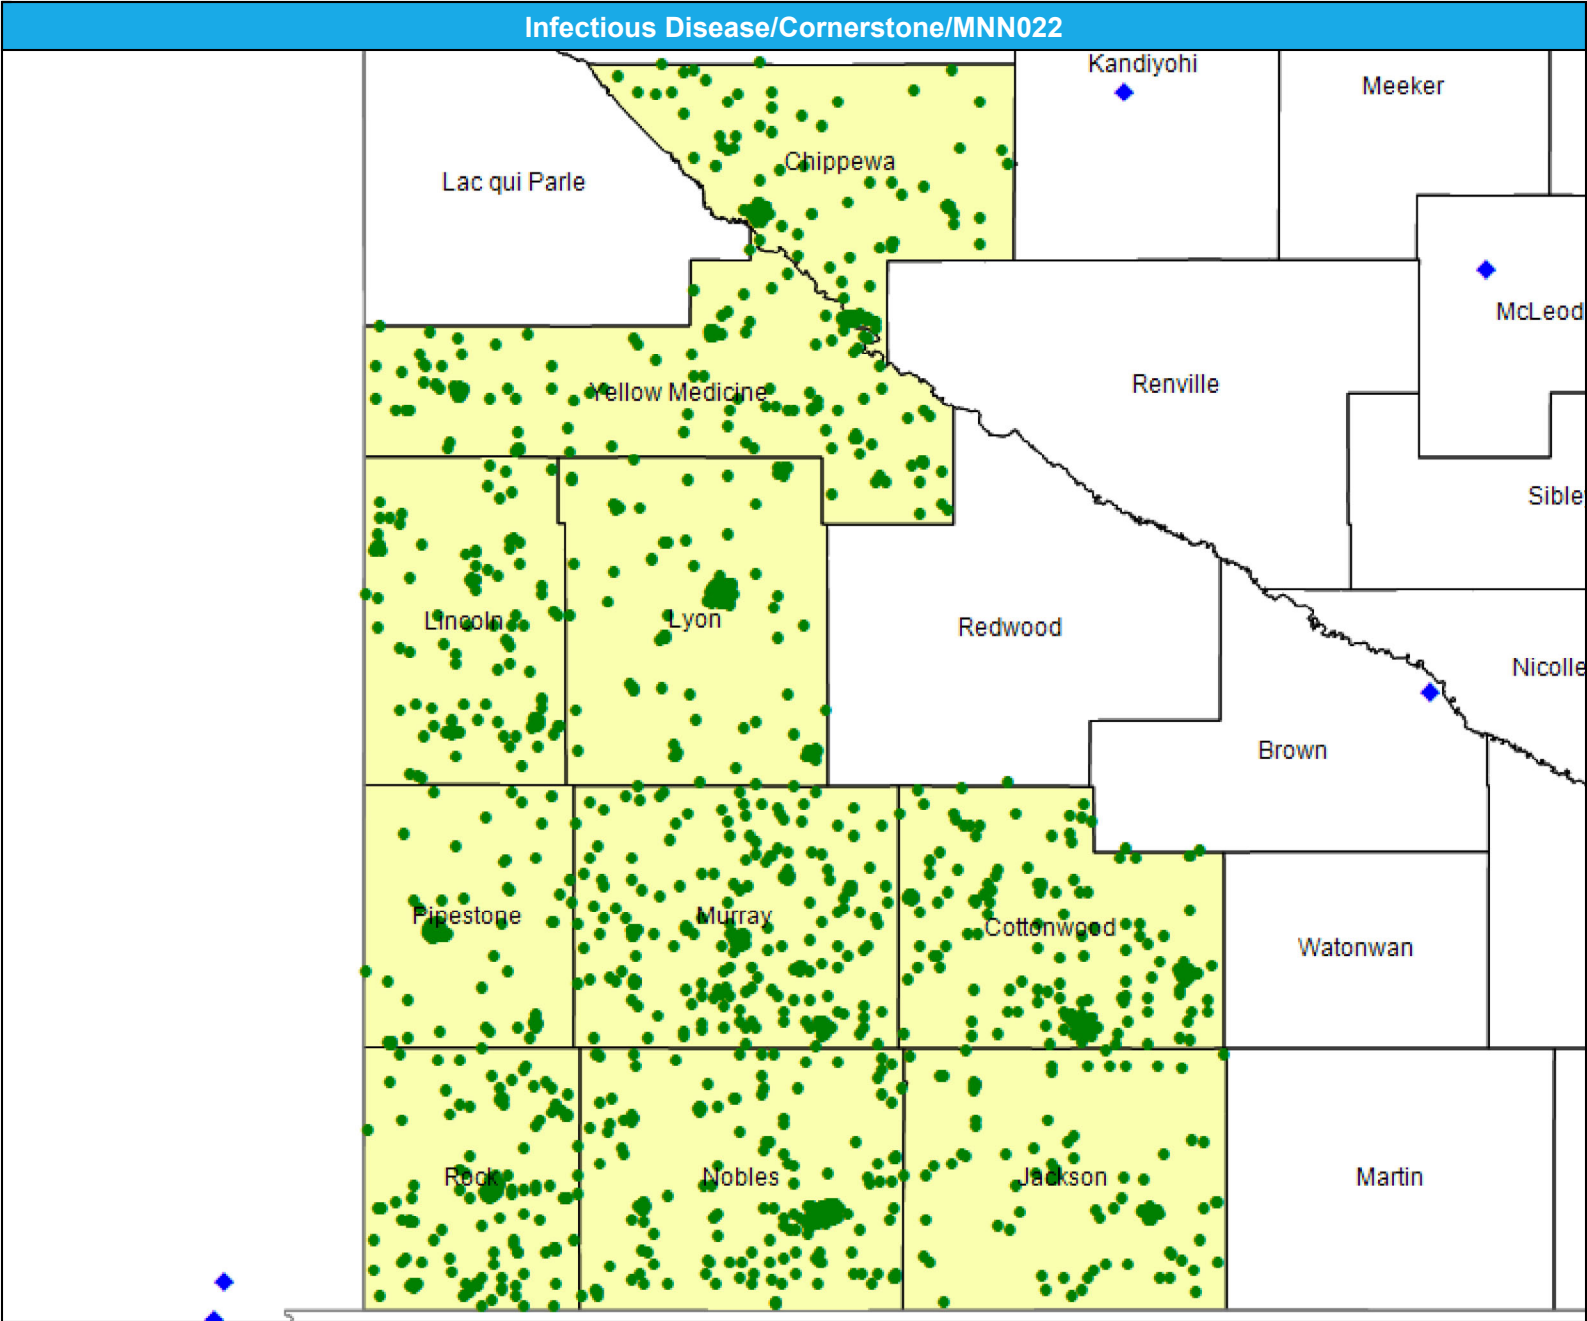 Infectious Disease/Cornerstone/MNN022
Kandiyohi
Meeker
Chippewa
Lac qui Parle
McLeod
Renville
Yellow Medicine
Sible
Lincoln
Lyon
Redwood
Nicolle
Brown
Pipestone
Murray
Cottonwood
Watonwan
Rock
Nobles
Jackson
Martin